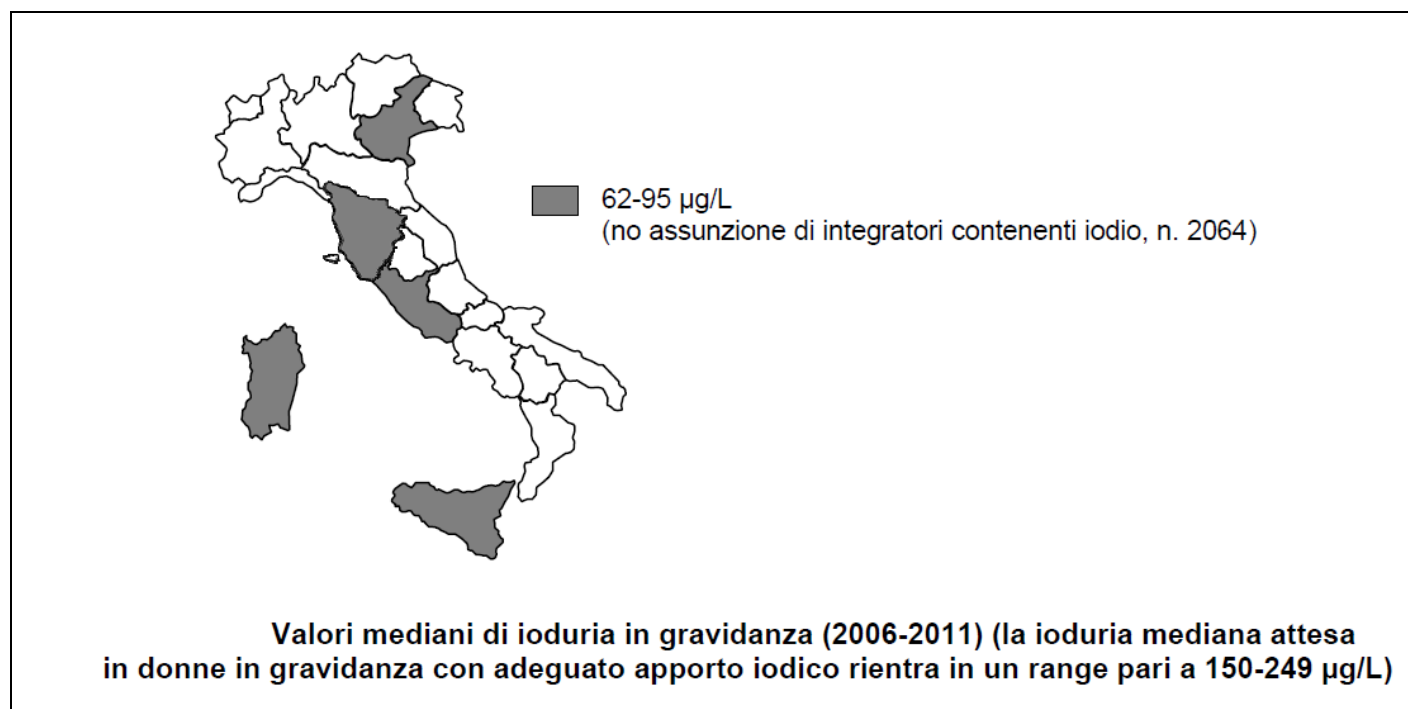 62-95 µg/L
(no assunzione di integratori contenenti iodio, n. 2064)
Valori mediani di ioduria in gravidanza (2006-2011) (la ioduria mediana attesa
in donne in gravidanza con adeguato apporto iodico rientra in un range pari a 150-249 µg/L)